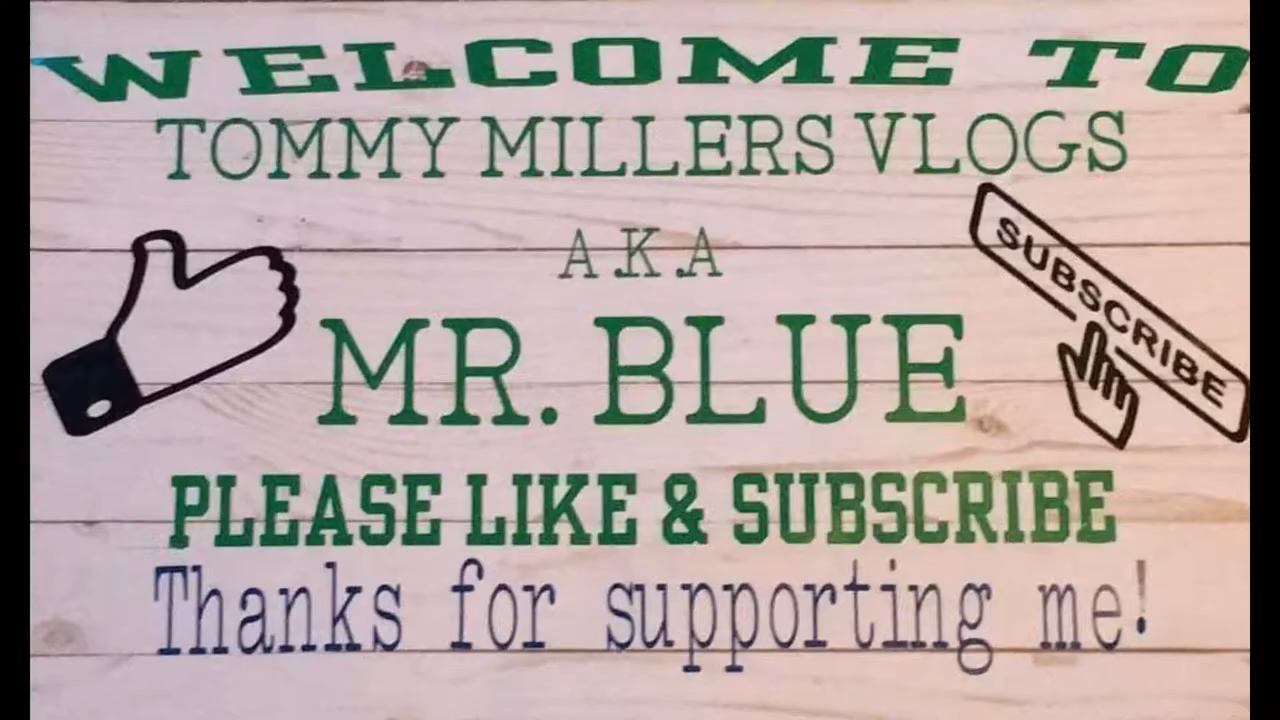 WELCOME TO
TOMMY MILLERS VLOGS
A.K.A
MR. BLUE
SUBSCRIBE
PLEASE LIKE & SUBSCRIBE
Thanks for supporting me!